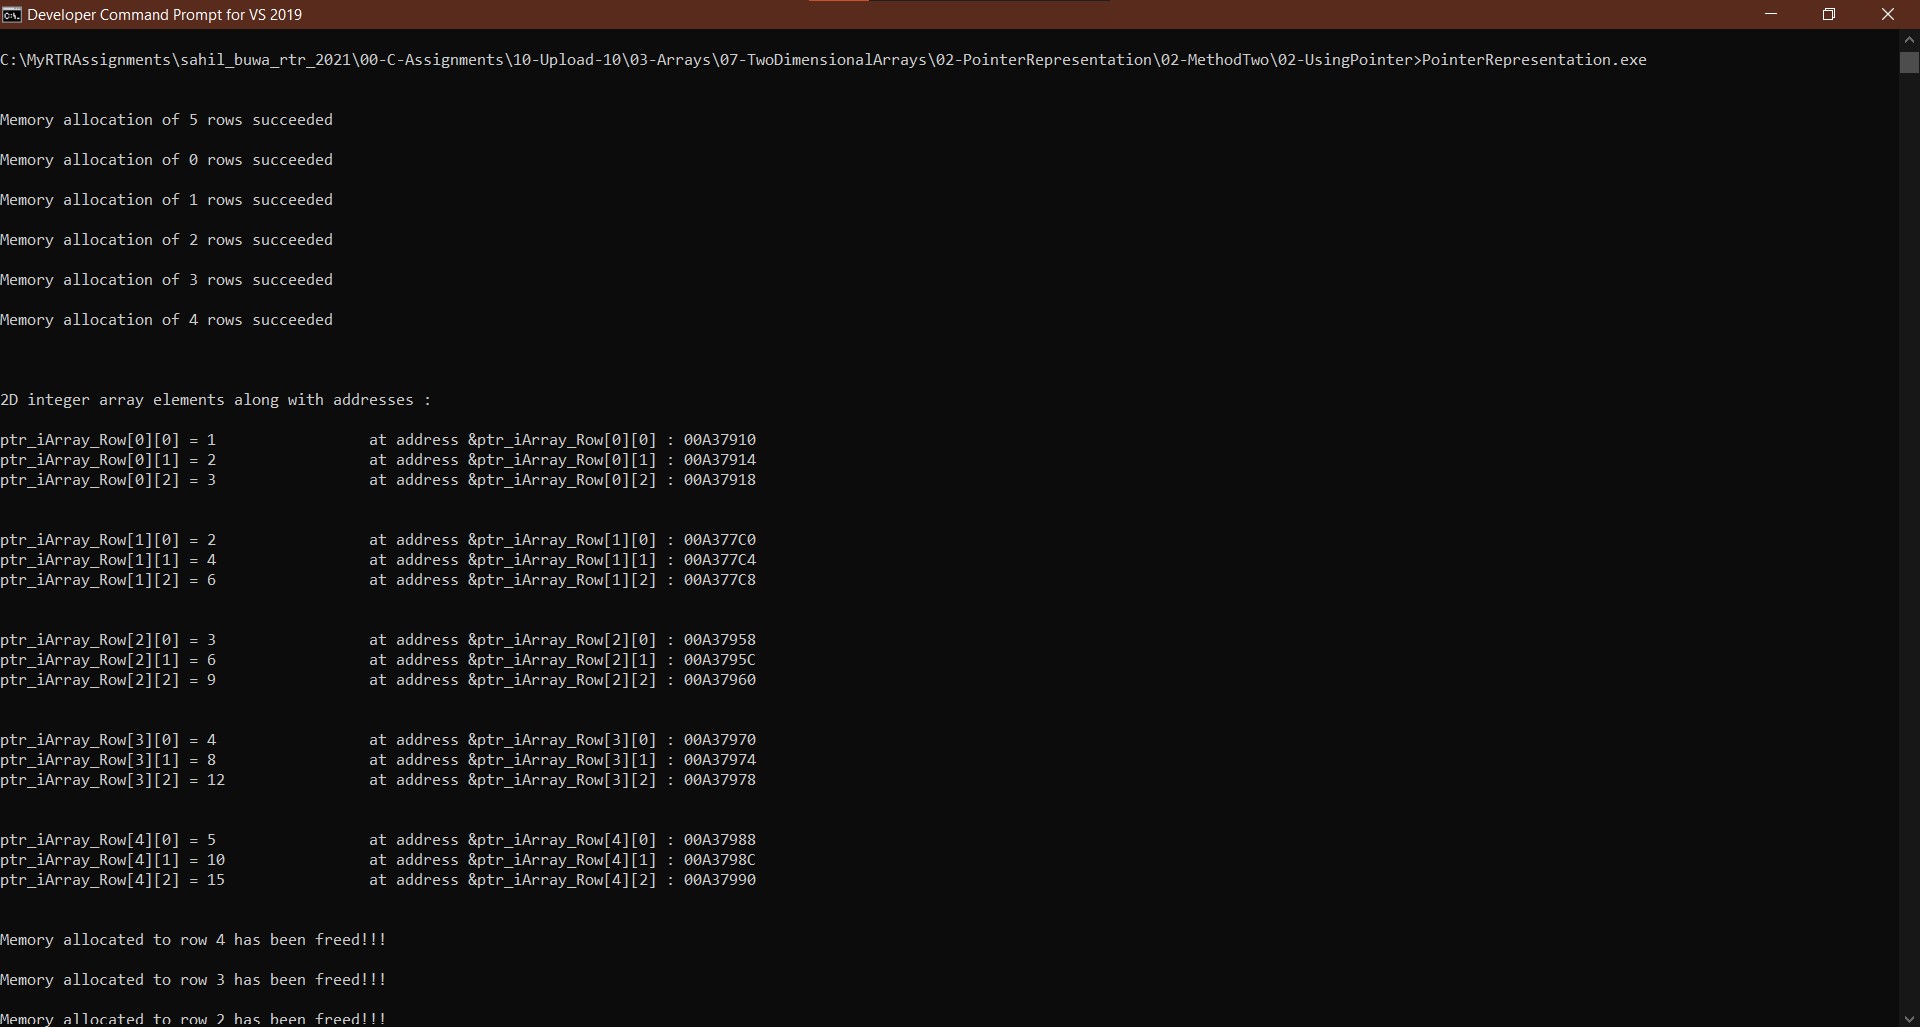 Developer Command Prompt for VS 2019
C:\MyRTRAssignments\sahil_buwa_rtr_2021\00-C-Assignments\10-Upload-10\03-Arrays\07-TwoDimensionalArrays\02-PointerRepresentation\02-MethodTwo\02-UsingPointer>PointerRepresentation.exe
Memory allocation of 5 rows succeeded
Memory allocation of 0 rows succeeded
Memory allocation of 1 rows succeeded
Memory allocation of 2 rows succeeded
Memory allocation of 3 rows succeeded
Memory allocation of 4 rows succeeded
2D integer array elements along with addresses :
ptr_iArray_Row[0][0] = 1 at address &ptr_iArray_Row[0][0] : 00A37910
ptr_iArray_Row[0][1] = 2 at address &ptr_iArray_Row[0][1] : 00A37914
ptr_iArray_Row[0][2] = 3 at address &ptr_iArray_Row[0][2] : 00A37918
ptr_iArray_Row[1][0] = 2 at address &ptr_iArray_Row[1][0] : 00A377C0
ptr_iArray_Row[1][1] = 4 at address &ptr_iArray_Row[1][1] : 00A377C4
ptr_iArray_Row[1][2] = 6 at address &ptr_iArray_Row[1][2] : 00A377C8
ptr_iArray_Row[2][0] = 3 at address &ptr_iArray_Row[2][0] : 00A37958
ptr_iArray_Row[2][1] = 6 at address &ptr_iArray_Row[2][1] : 00A3795C
ptr_iArray_Row[2][2] = 9 at address &ptr_iArray_Row[2][2] : 00A37960
ptr_iArray_Row[3][0] = 4 at address &ptr_iArray_Row[3][0] : 00A37970
ptr_iArray_Row[3][1] = 8 at address &ptr_iArray_Row[3][1] : 00A37974
ptr_iArray_Row[3][2] = 12 at address &ptr_iArray_Row[3][2] : 00A37978
ptr_iArray_Row[4][0] = 5 at address &ptr_iArray_Row[4][0] : 00A37988
ptr_iArray_Row[4][1] = 10 at address &ptr_iArray_Row[4][1] : 00A3798C
ptr_iArray_Row[4][2] = 15 at address &ptr_iArray_Row[4][2] : 00A37990
Memory allocated to row 4 has been freed!!!
Memory allocated to row 3 has been freed!!!
Memory allocated to row 2 has been freed!!!